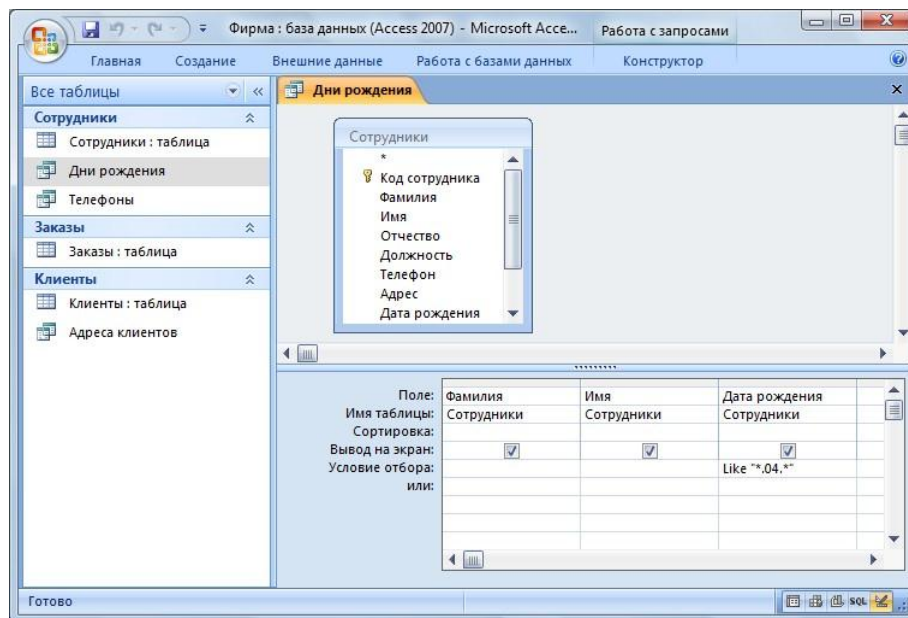 Фирма : база данных (Access 2007) - Microsoft Acce...
Работа с запросами
Главная
Создание
Внешние данные
Работа с базами данных
Конструктор
Все таблицы
Сотрудники
Сотрудники : таблица
Дни рождения
Телефоны
Заказы
Заказы : таблица
Клиенты
Клиенты : таблица
Адреса клиентов
Дни рождения
Сотрудники
*
Код сотрудника
Фамилия
Имя
Отчество
Должность
Телефон
Адрес
Дата рождения
Поле: Фамилия Имя Дата рождения
Имя таблицы: Сотрудники Сотрудники Сотрудники
Сортировка:
Вывод на экран:
Условие отбора: Like "*.04.*"
или:
Готово
SQL